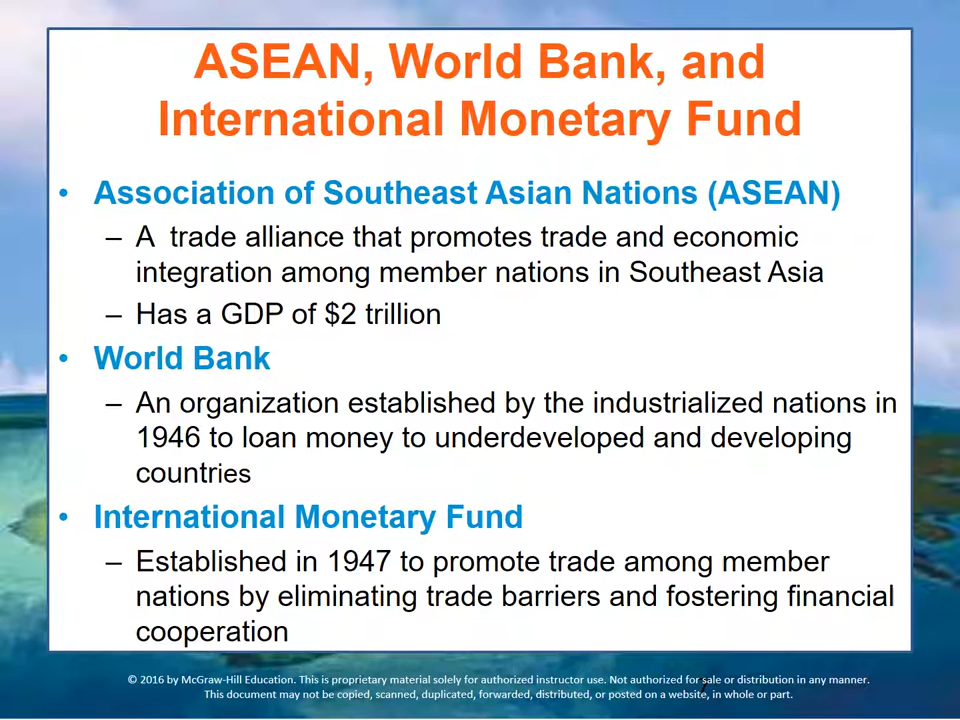 ASEAN, World Bank, and
International Monetary Fund
• Association of Southeast Asian Nations (ASEAN)
– A  trade alliance that promotes trade and economic
integration among member nations in Southeast Asia
– Has a GDP of $2 trillion
• World Bank
– An organization established by the industrialized nations in
1946 to loan money to underdeveloped and developing
countries
• International Monetary Fund
– Established in 1947 to promote trade among member
nations by eliminating trade barriers and fostering financial
cooperation
© 2016 by McGraw-Hill Education. This is proprietary material solely for authorized instructor use. Not authorized for sale or distribution in any manner.
This document may not be copied, scanned, duplicated, forwarded, distributed, or posted on a website, in whole or part.